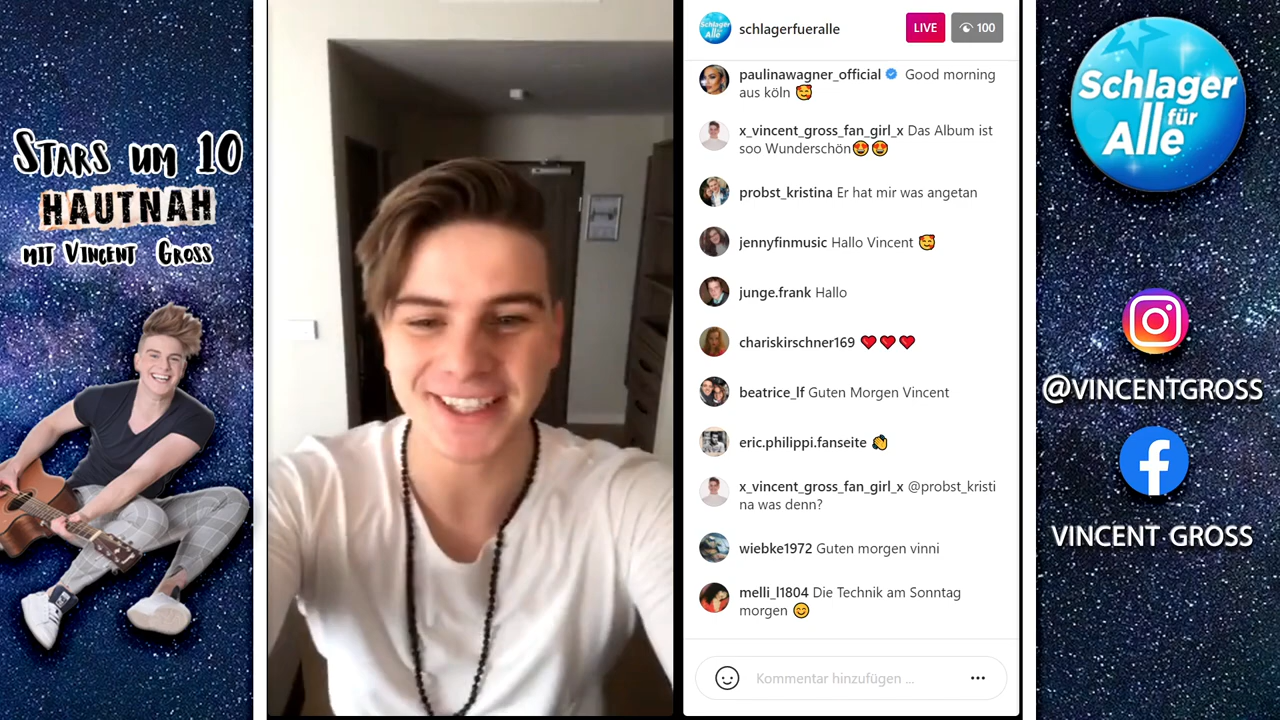 STARS UM 10
HAUTNAH
MIT VINCENT GROSS
schlagerfueralle
LIVE
100
paulinawagner_official Good morning
aus köln 🥰
x_vincent_gross_fan_girl_x Das Album ist
soo Wunderschön😍😍
probst_kristina Er hat mir was angetan
jennyfinmusic Hallo Vincent 🥰
junge.frank Hallo
chariskirschner169 ❤❤❤
beatrice_lf Guten Morgen Vincent
eric.philippi.fanseite 👏
x_vincent_gross_fan_girl_x @probst_kristi
na was denn?
wiebke1972 Guten morgen vinni
melli_l1804 Die Technik am Sonntag
morgen 😊
Kommentar hinzufügen ...
Schlager
für
Alle
@VINCENTGROSS
VINCENT GROSS